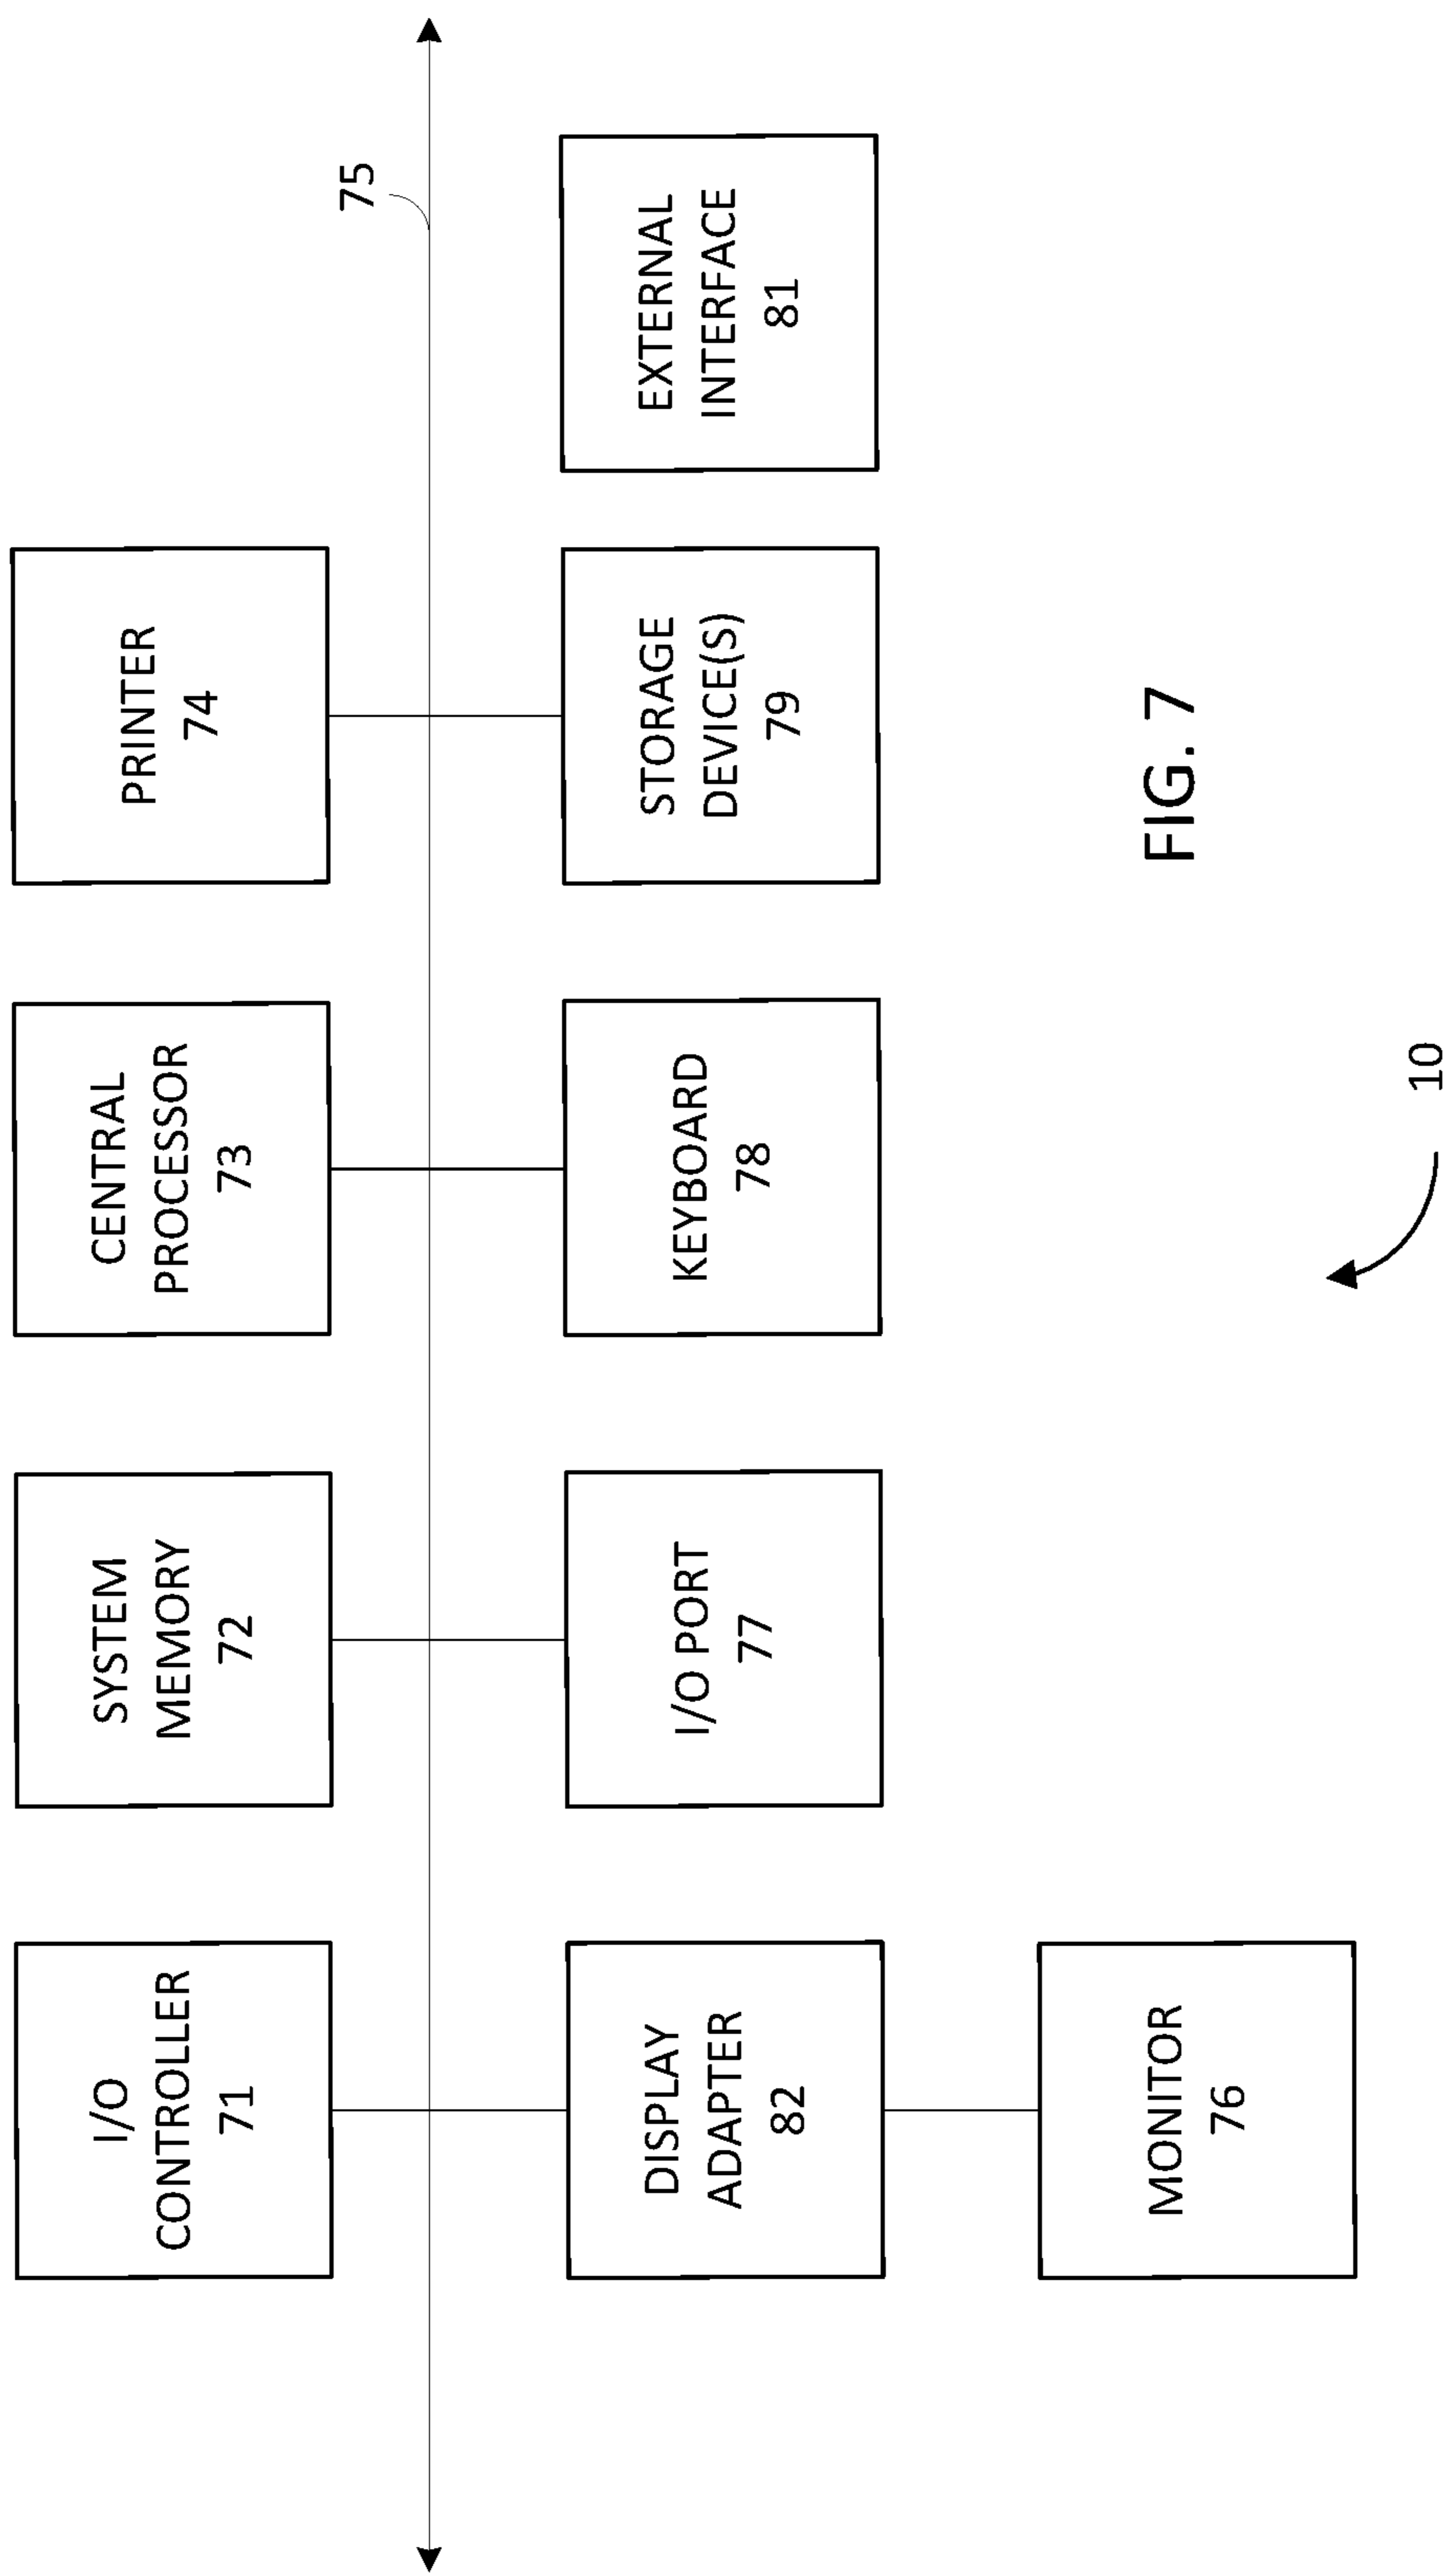 I/O
CONTROLLER
71
SYSTEM
MEMORY
72
CENTRAL
PROCESSOR
73
PRINTER
74
75
DISPLAY
ADAPTER
82
I/O PORT
77
KEYBOARD
78
STORAGE
DEVICE(S)
79
EXTERNAL
INTERFACE
81
MONITOR
76
10
FIG. 7